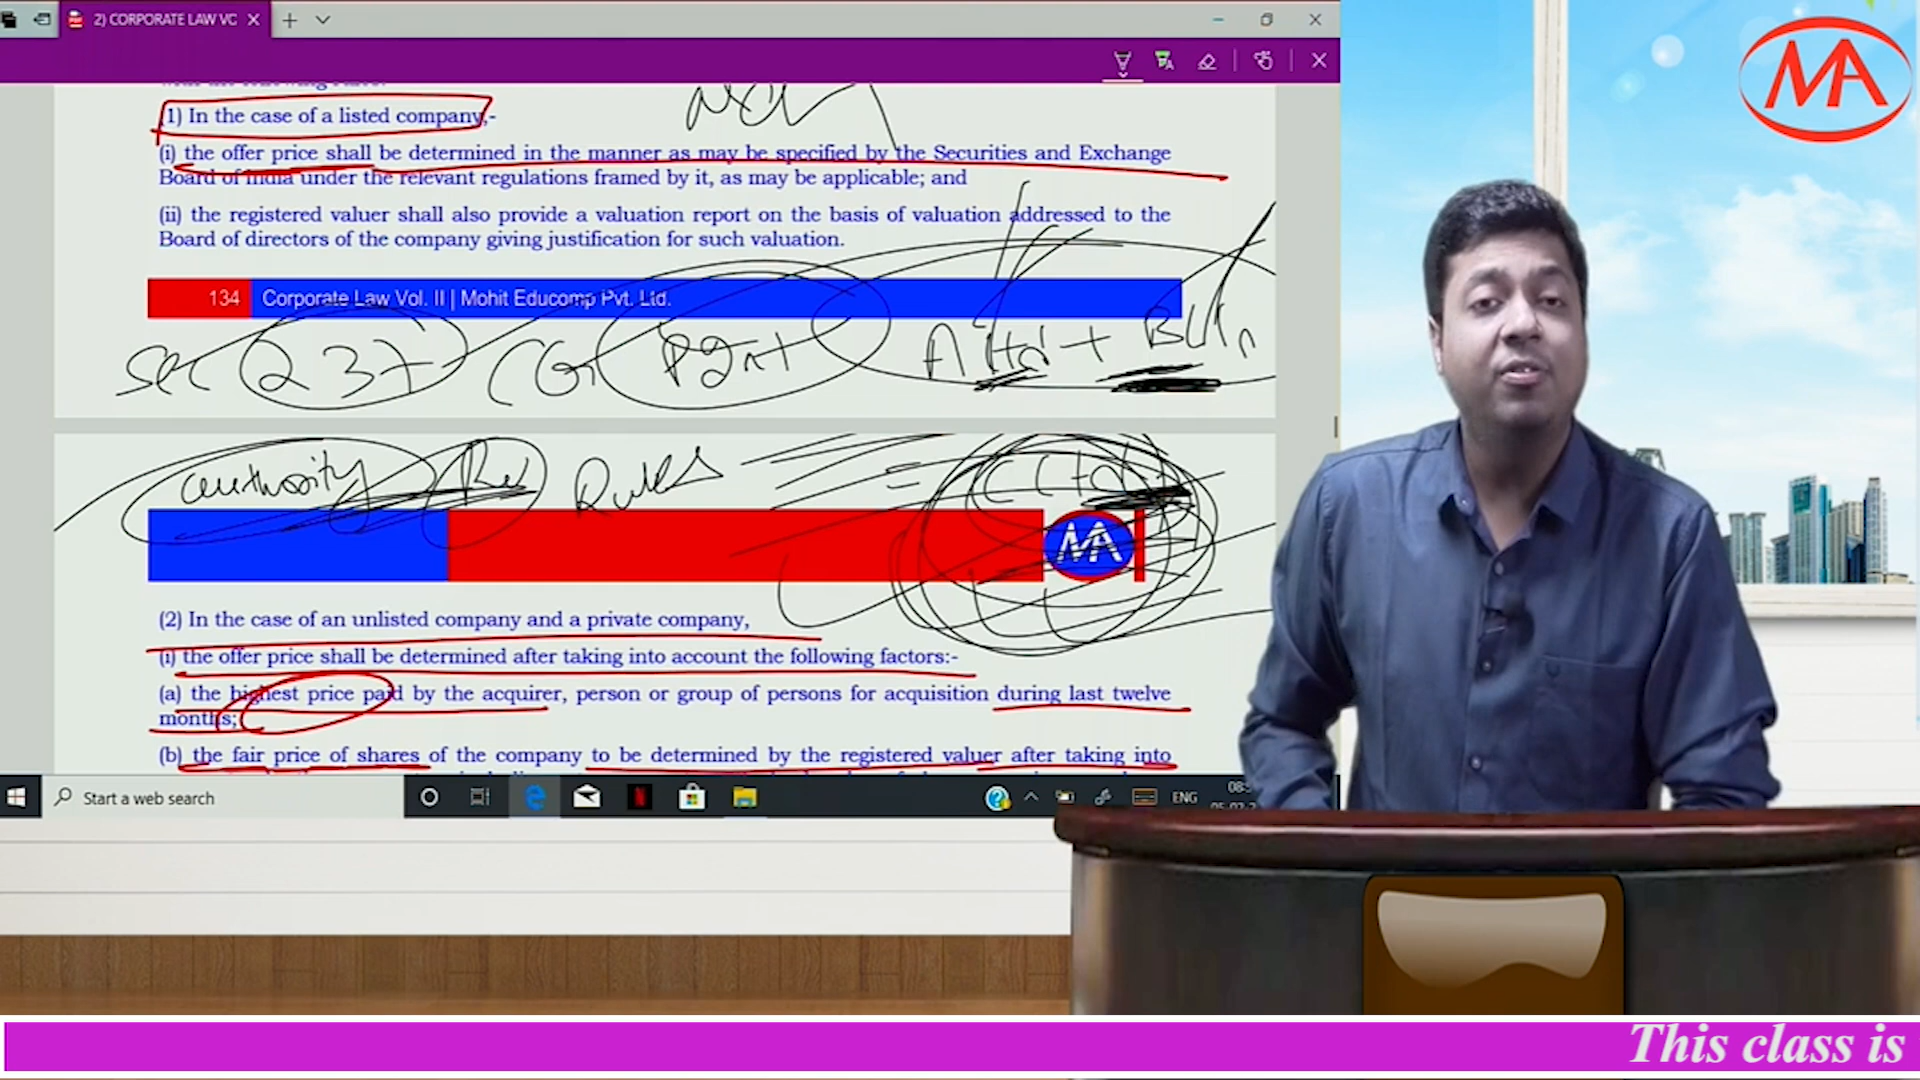 2) CORPORATE LAW VC
(1) In the case of a listed company,-
(i) the offer price shall be determined in the manner as may be specified by the Securities and Exchange
Board of India under the relevant regulations framed by it, as may be applicable; and
(ii) the registered valuer shall also provide a valuation report on the basis of valuation addressed to the
Board of directors of the company giving justification for such valuation.
134 Corporate Law Vol. II | Mohit Educomp Pvt. Ltd.
Sec 237 CG A Ltd + B Ltd
authority Rules
MA
(2) In the case of an unlisted company and a private company,
(i) the offer price shall be determined after taking into account the following factors:-
(a) the highest price paid by the acquirer, person or group of persons for acquisition during last twelve
months;
(b) the fair price of shares of the company to be determined by the registered valuer after taking into
Start a web search
ENG
MA
This class is